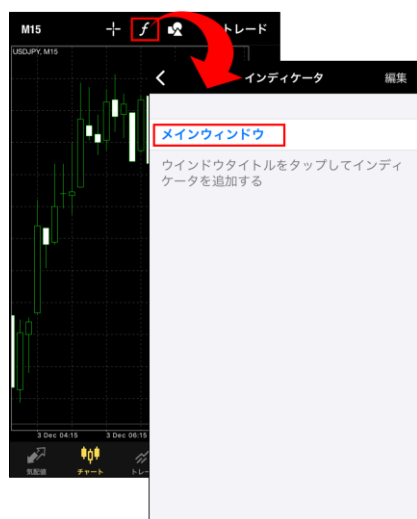 M15 f トレード
USDJPY, M15
インディケータ 編集
メインウィンドウ
ウインドウタイトルをタップしてインディ
ケータを追加する
3 Dec 04:15 3 Dec 06:15
気配値 チャート トレー